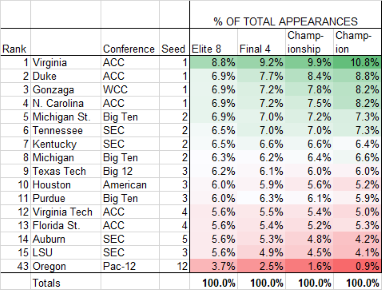 % OF TOTAL APPEARANCES
Champ- Champ-
Rank Conference Seed Elite 8 Final 4 ionship ion
1 Virginia ACC 1 8.8% 9.2% 9.9% 10.8%
2 Duke ACC 1 6.9% 7.7% 8.4% 8.8%
3 Gonzaga WCC 1 6.9% 7.2% 7.8% 8.2%
4 N. Carolina ACC 1 6.9% 7.2% 7.5% 8.2%
5 Michigan St. Big Ten 2 6.9% 7.0% 7.2% 7.3%
6 Tennessee SEC 2 6.5% 7.0% 7.0% 7.3%
7 Kentucky SEC 2 6.5% 6.6% 6.6% 6.4%
8 Michigan Big Ten 2 6.3% 6.2% 6.4% 6.6%
9 Texas Tech Big 12 3 6.2% 6.1% 6.0% 6.0%
10 Houston American 3 6.0% 5.9% 5.6% 5.2%
11 Purdue Big Ten 3 6.0% 6.3% 6.1% 5.9%
12 Virginia Tech ACC 4 5.6% 5.5% 5.4% 5.0%
13 Florida St. ACC 4 5.6% 5.5% 5.2% 5.2%
14 Auburn SEC 5 5.6% 5.3% 4.8% 4.2%
15 LSU SEC 3 5.6% 4.9% 4.5% 4.1%
43 Oregon Pac-12 12 3.7% 2.5% 1.6% 0.9%
Totals 100.0% 100.0% 100.0% 100.0%